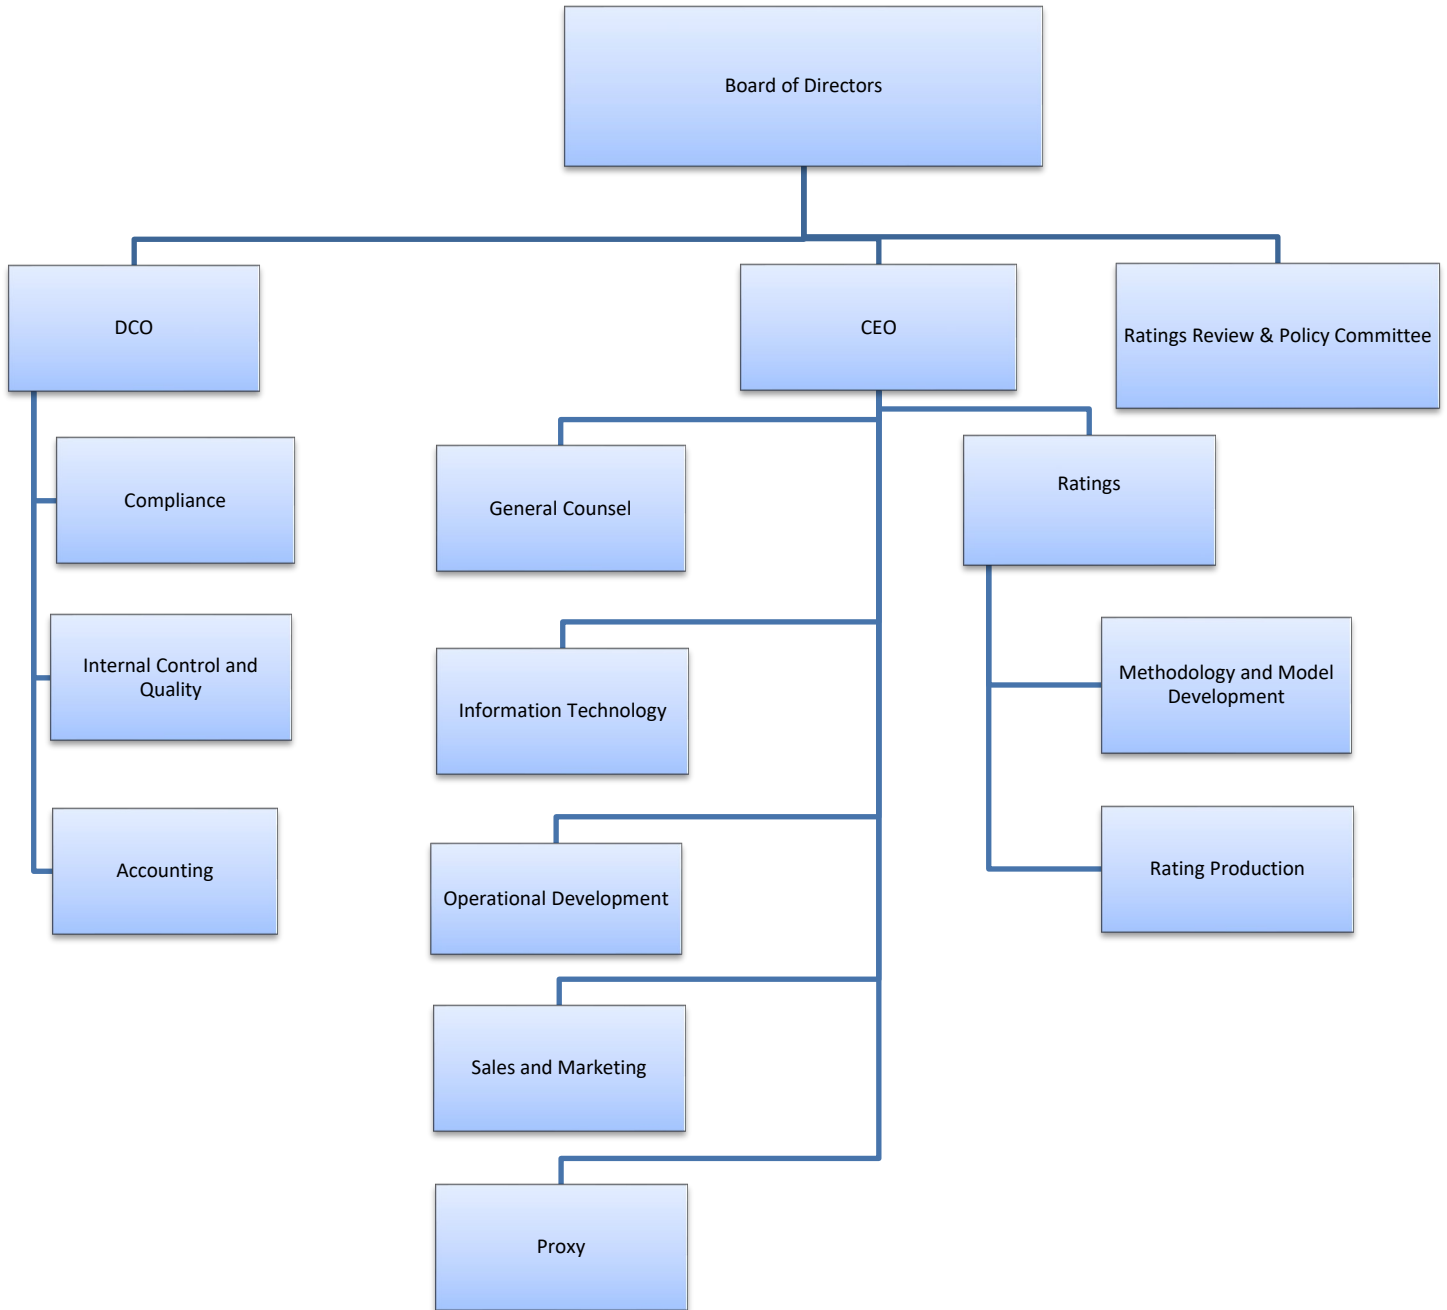 Board of Directors
DCO
CEO
Ratings Review & Policy Committee
Compliance
General Counsel
Ratings
Internal Control and
Quality
Information Technology
Methodology and Model
Development
Accounting
Operational Development
Rating Production
Sales and Marketing
Proxy